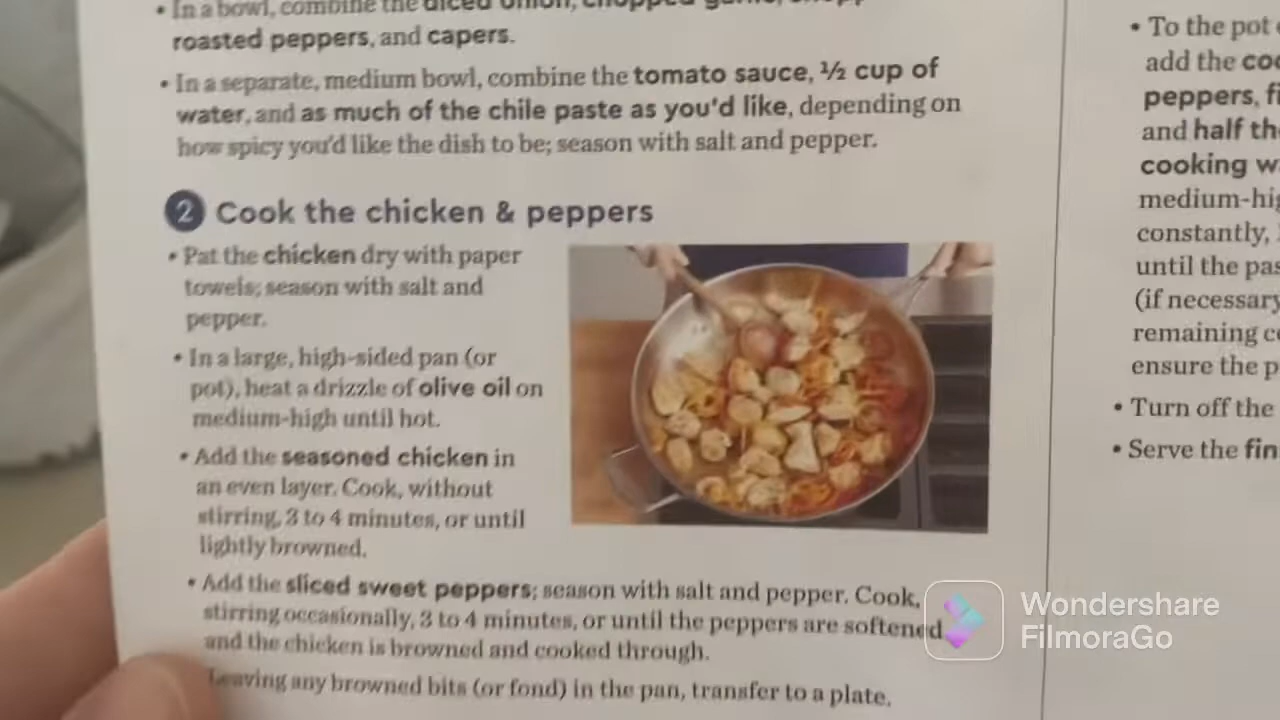 • In a bowl, combine the diced onion, chopped garlic,
roasted peppers, and capers.
• In a separate, medium bowl, combine the tomato sauce, ½ cup of
water, and as much of the chile paste as you'd like, depending on
how spicy you'd like the dish to be; season with salt and pepper.
2 Cook the chicken & peppers
• Pat the chicken dry with paper
towels; season with salt and
pepper.
• In a large, high-sided pan (or
pot), heat a drizzle of olive oil on
medium-high until hot.
• Add the seasoned chicken in
an even layer. Cook, without
stirring, 3 to 4 minutes, or until
lightly browned.
• Add the sliced sweet peppers; season with salt and pepper. Cook,
stirring occasionally, 3 to 4 minutes, or until the peppers are softened
and the chicken is browned and cooked through.
Leaving any browned bits (or fond) in the pan, transfer to a plate.
• To the pot
add the
peppers,
and half
cooking
constantly,
until the
(if necessary
remaining
ensure the
• Turn off the
• Serve the
Wondershare
FilmoraGo